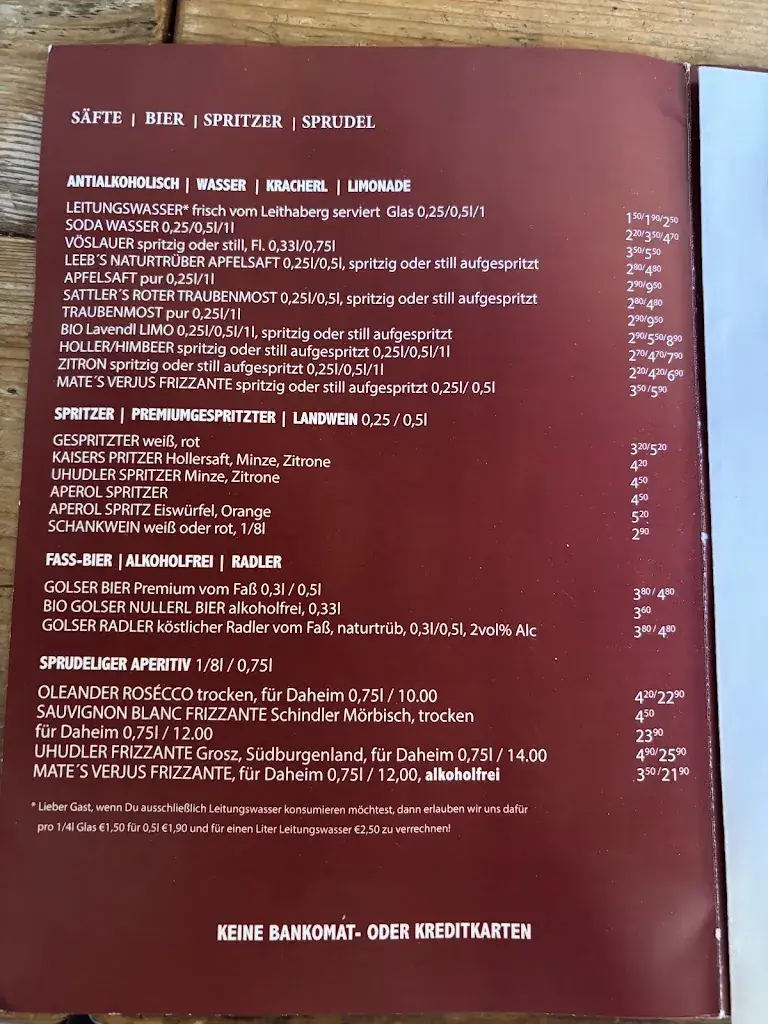 SÄFTE | BIER | SPRITZER | SPRUDEL
ANTIALKOHOLISCH | WASSER | KRACHERL | LIMONADE
LEITUNGSWASSER* frisch vom Leithaberg serviert Glas 0,25/0,5l/1 1⁵⁰/1⁹⁰/2⁵⁰
SODA WASSER 0,25/0,5l/1l 2²⁰/3⁵⁰/4⁷⁰
VÖSLAUER spritzig oder still, Fl. 0,33l/0,75l 3⁵⁰/5⁵⁰
LEEB´S NATURTRÜBER APFELSAFT 0,25l/0,5l, spritzig oder still aufgespritzt 2⁸⁰/4⁸⁰
APFELSAFT pur 0,25l/1l 2⁹⁰/9⁵⁰
SATTLER´S ROTER TRAUBENMOST 0,25l/0,5l, spritzig oder still aufgespritzt 2⁸⁰/4⁸⁰
TRAUBENMOST pur 0,25l/1l 2⁹⁰/9⁵⁰
BIO Lavendl LIMO 0,25l/0,5l/1l, spritzig oder still aufgespritzt 2⁹⁰/5⁵⁰/8⁹⁰
HOLLER/HIMBEER spritzig oder still aufgespritzt 0,25l/0,5l/1l 2⁷⁰/4⁷⁰/7⁹⁰
ZITRON spritzig oder still aufgespritzt 0,25l/0,5l/1l 2²⁰/4²⁰/6⁹⁰
MATE´S VERJUS FRIZZANTE spritzig oder still aufgespritzt 0,25l/ 0,5l 3⁵⁰/5⁹⁰
SPRITZER | PREMIUMGESPRITZTER | LANDWEIN 0,25 / 0,5l
GESPRITZTER weiß, rot 3²⁰/5²⁰
KAISERS PRITZER Hollersaft, Minze, Zitrone 4²⁰
UHUDLER SPRITZER Minze, Zitrone 4⁵⁰
APEROL SPRITZER 4⁵⁰
APEROL SPRITZ Eiswürfel, Orange 5²⁰
SCHANKWEIN weiß oder rot, 1/8l 2⁹⁰
FASS-BIER | ALKOHOLFREI | RADLER
GOLSER BIER Premium vom Faß 0,3l / 0,5l 3⁸⁰/ 4⁸⁰
BIO GOLSER NULLERL BIER alkoholfrei, 0,33l 3⁶⁰
GOLSER RADLER köstlicher Radler vom Faß, naturtrüb, 0,3l/0,5l, 2vol% Alc 3⁸⁰/ 4⁸⁰
SPRUDELIGER APERITIV 1/8l / 0,75l
OLEANDER ROSÉCCO trocken, für Daheim 0,75l / 10.00 4²⁰/22⁹⁰
SAUVIGNON BLANC FRIZZANTE Schindler Mörbisch, trocken 4⁵⁰
für Daheim 0,75l / 12.00 23⁹⁰
UHUDLER FRIZZANTE Grosz, Südburgenland, für Daheim 0,75l / 14.00 4⁹⁰/25⁹⁰
MATE´S VERJUS FRIZZANTE, für Daheim 0,75l / 12,00, alkoholfrei 3⁵⁰/21⁹⁰
* Lieber Gast, wenn Du ausschließlich Leitungswasser konsumieren möchtest, dann erlauben wir uns dafür
pro 1/4l Glas €1,50 für 0,5l €1,90 und für einen Liter Leitungswasser €2,50 zu verrechnen!
KEINE BANKOMAT- ODER KREDITKARTEN